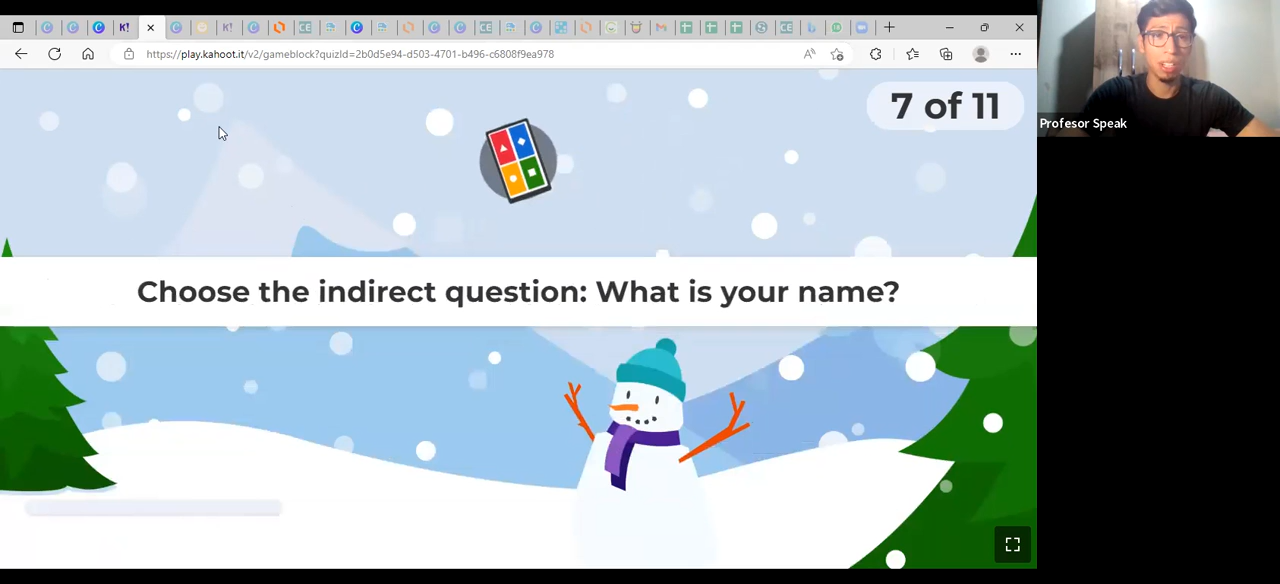 https://play.kahoot.it/v2/gameblock?quizId=2b0d5e94-d503-4701-b496-c6808f9ea978
7 of 11
Profesor Speak
Choose the indirect question: What is your name?